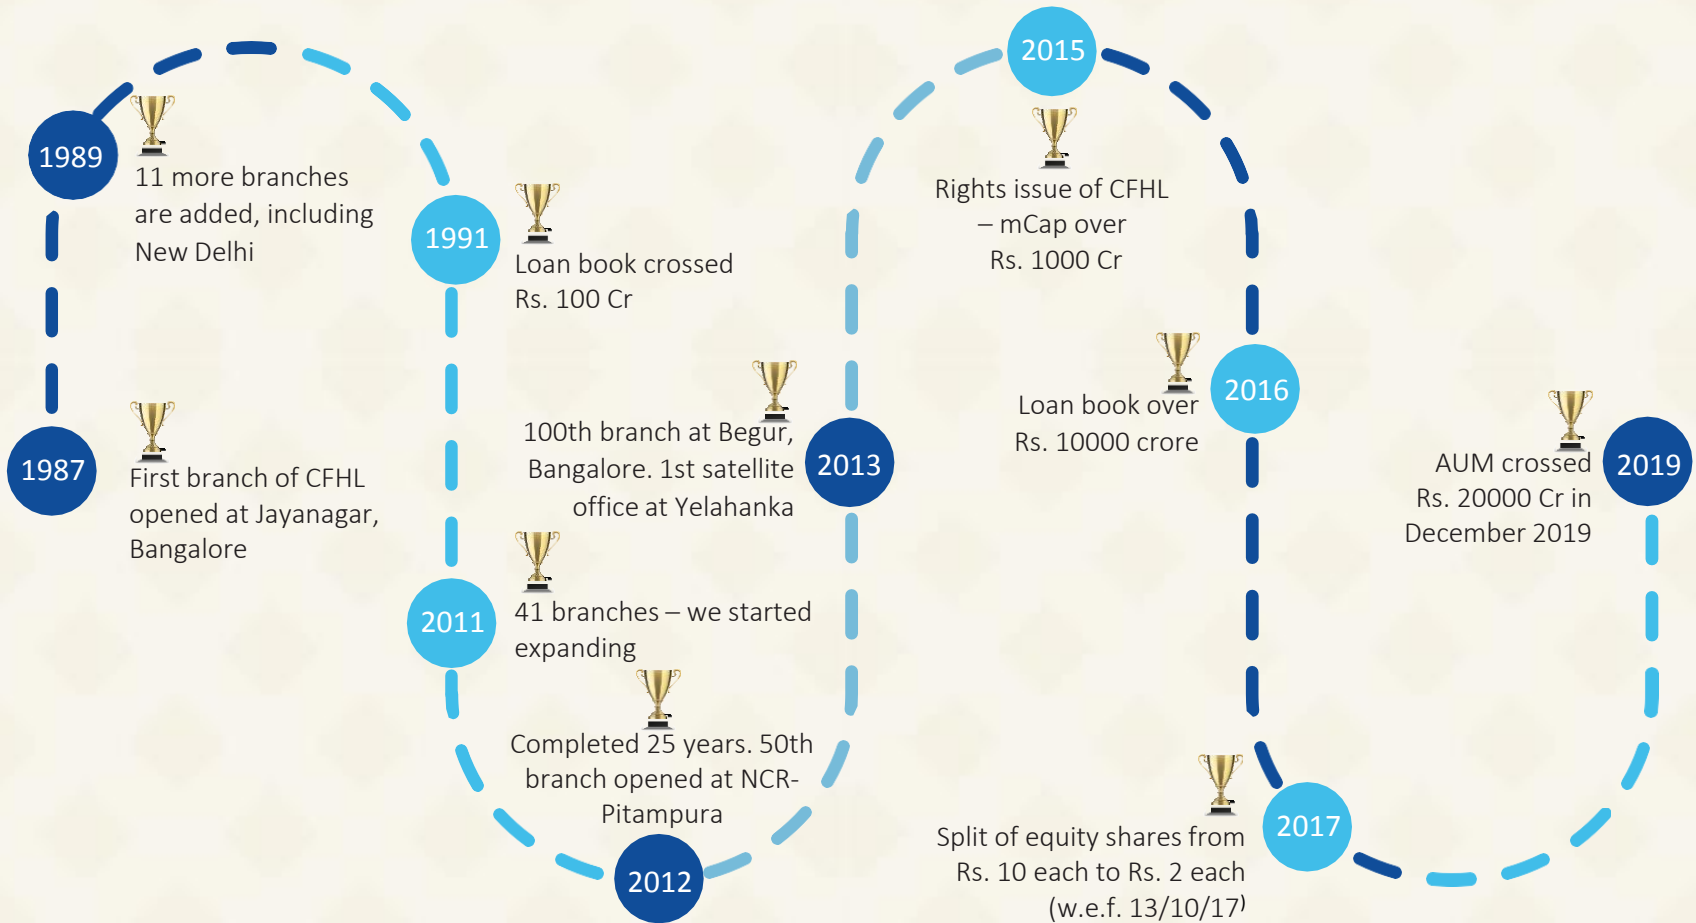 1987
First branch of CFHL
opened at Jayanagar,
Bangalore
1989
11 more branches
are added, including
New Delhi
1991
Loan book crossed
Rs. 100 Cr
2011
41 branches – we started
expanding
2012
Completed 25 years. 50th
branch opened at NCR-
Pitampura
2013
100th branch at Begur,
Bangalore. 1st satellite
office at Yelahanka
2015
Rights issue of CFHL
– mCap over
Rs. 1000 Cr
2016
Loan book over
Rs. 10000 crore
2017
Split of equity shares from
Rs. 10 each to Rs. 2 each
(w.e.f. 13/10/17)
2019
AUM crossed
Rs. 20000 Cr in
December 2019